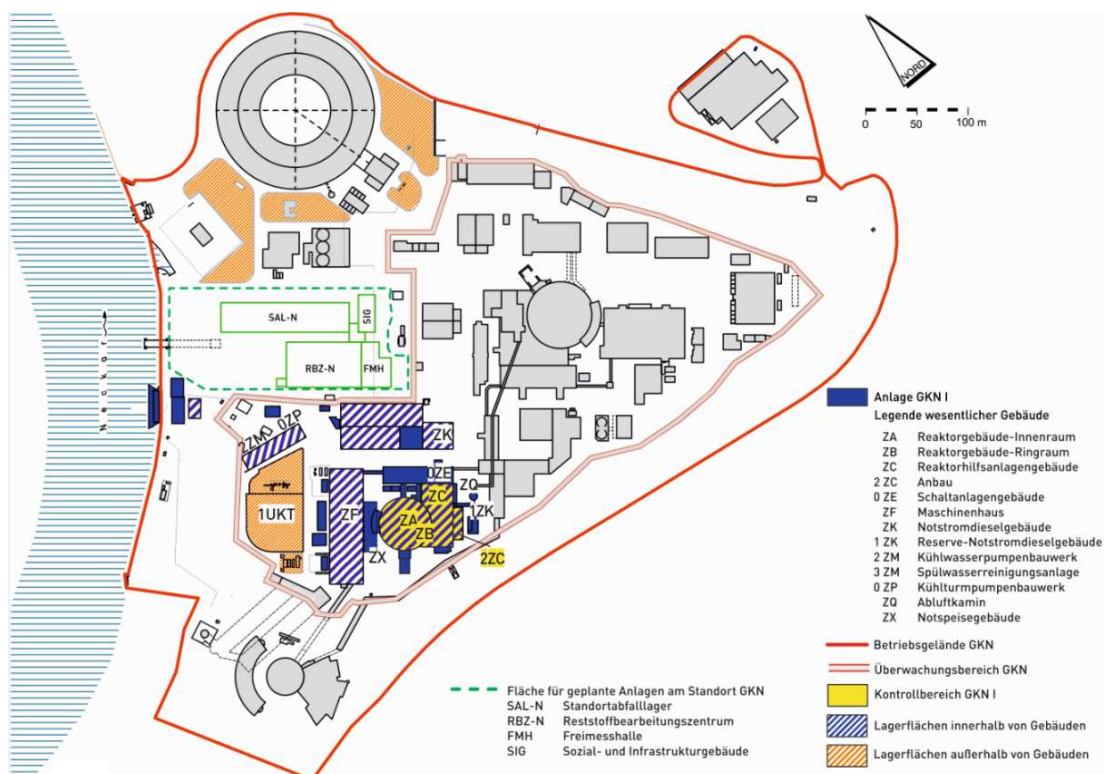 NORD
0 50 100 m
SAL-N
SIG
RBZ-N
FMH
Neckar
2ZM
0ZP
ZK
0ZE
ZQ
ZC
1ZK
1UKT
ZF
ZA
ZB
ZX
2ZC
Anlage GKN I
Legende wesentlicher Gebäude
ZA Reaktorgebäude-Innenraum
ZB Reaktorgebäude-Ringraum
ZC Reaktorhilfsanlagengebäude
2 ZC Anbau
0 ZE Schaltanlagengebäude
ZF Maschinenhaus
ZK Notstromdieselgebäude
1 ZK Reserve-Notstromdieselgebäude
2 ZM Kühlwasserpumpenbauwerk
3 ZM Spülwasserreinigungsanlage
0 ZP Kühlturmpumpenbauwerk
ZQ Abluftkamin
ZX Notspeisegebäude
Betriebsgelände GKN
Überwachungsbereich GKN
Kontrollbereich GKN I
Lagerflächen innerhalb von Gebäuden
Lagerflächen außerhalb von Gebäuden
Fläche für geplante Anlagen am Standort GKN
SAL-N Standortabfalllager
RBZ-N Reststoffbearbeitungszentrum
FMH Freimesshalle
SIG Sozial- und Infrastrukturgebäude